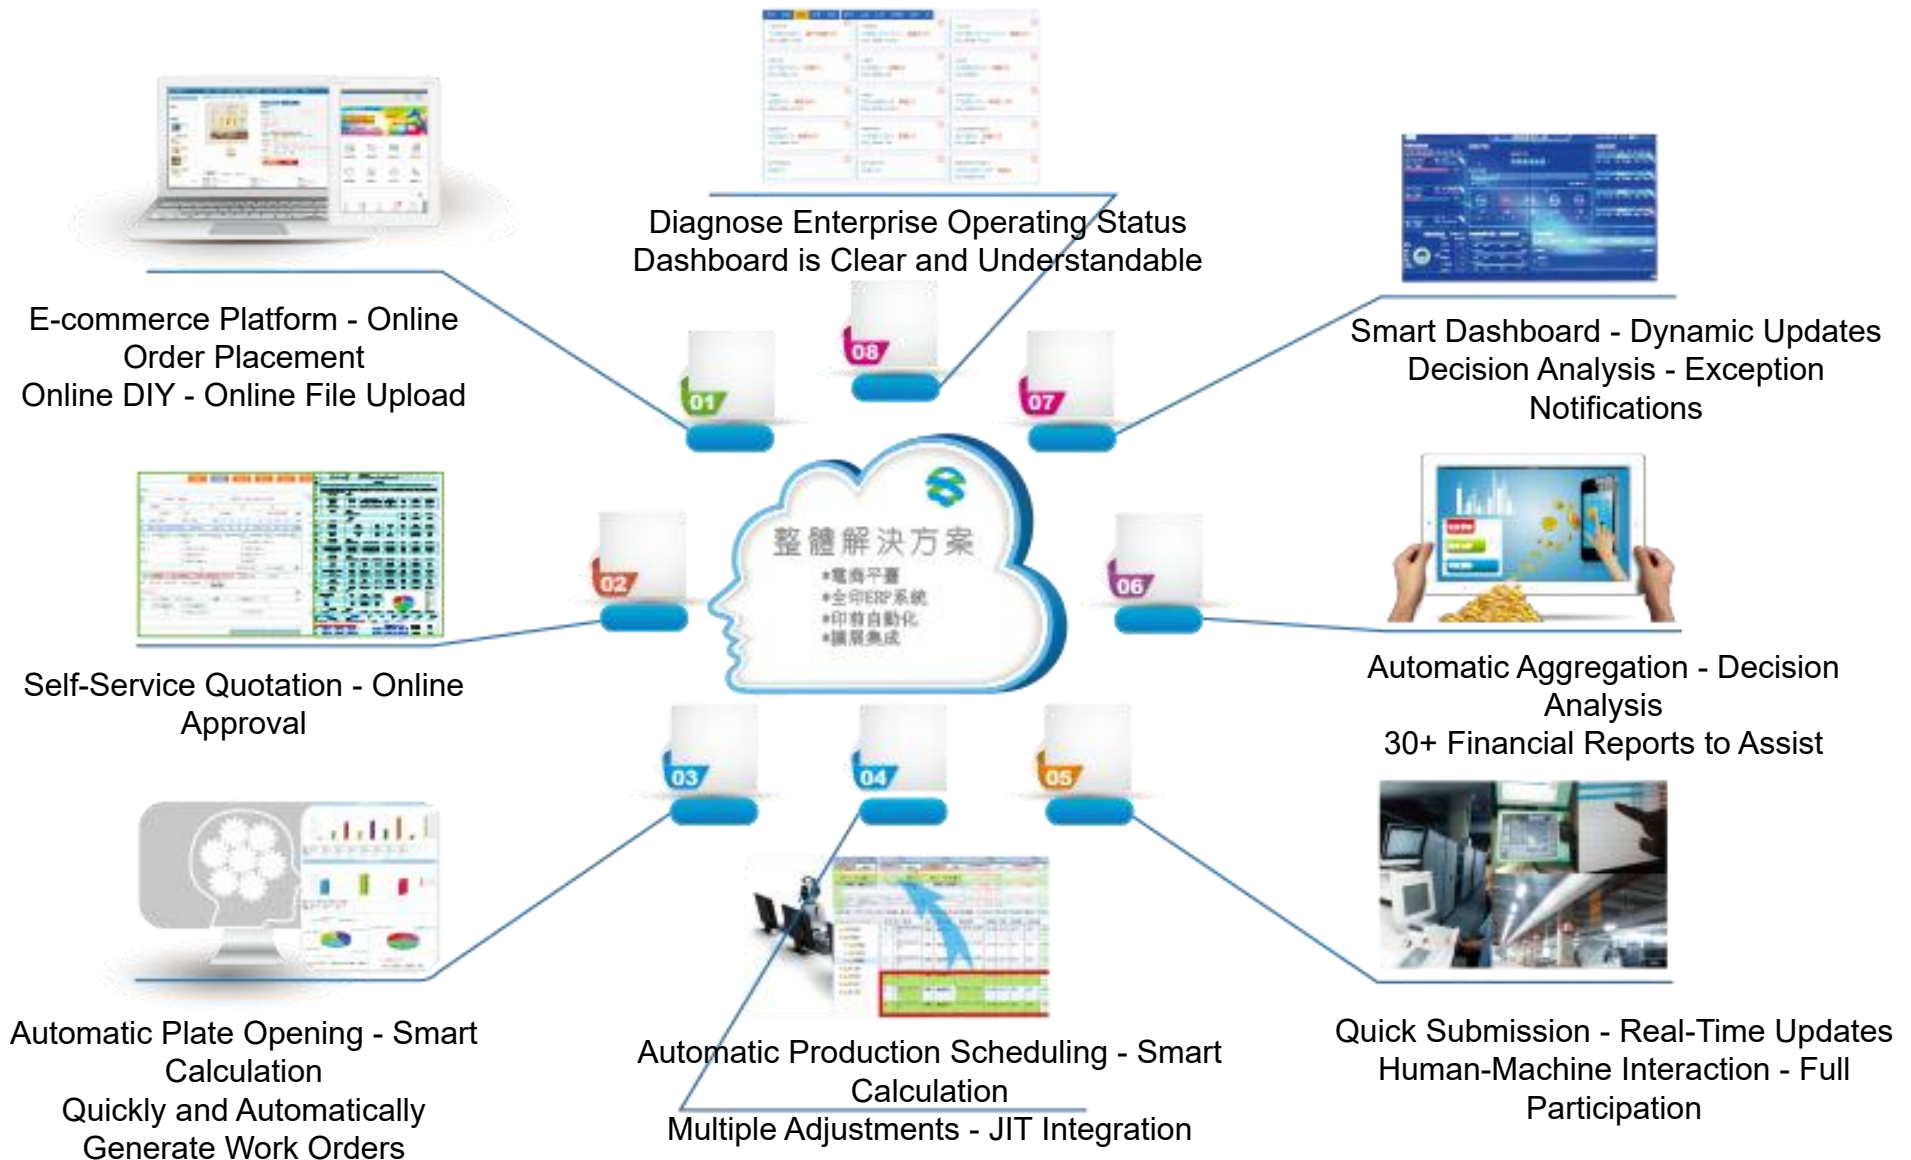 Diagnose Enterprise Operating Status
Dashboard is Clear and Understandable
E-commerce Platform - Online
Order Placement
Online DIY - Online File Upload
Smart Dashboard - Dynamic Updates
Decision Analysis - Exception
Notifications
08
01
07
整體解決方案
*電商平臺
*全印ERP系統
*印前自動化
*擴展集成
02
06
Self-Service Quotation - Online
Approval
Automatic Aggregation - Decision
Analysis
30+ Financial Reports to Assist
03
04
05
Automatic Plate Opening - Smart
Calculation
Quickly and Automatically
Generate Work Orders
Automatic Production Scheduling - Smart
Calculation
Multiple Adjustments - JIT Integration
Quick Submission - Real-Time Updates
Human-Machine Interaction - Full
Participation